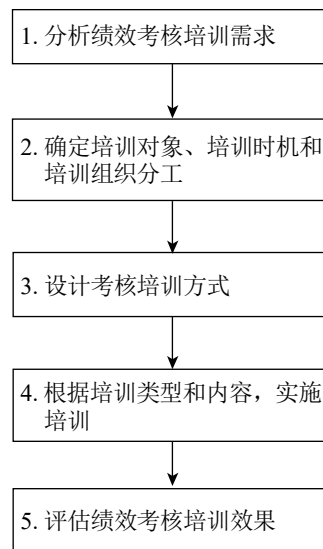 1. 分析绩效考核培训需求
2. 确定培训对象、培训时机和
培训组织分工
3. 设计考核培训方式
4. 根据培训类型和内容，实施
培训
5. 评估绩效考核培训效果